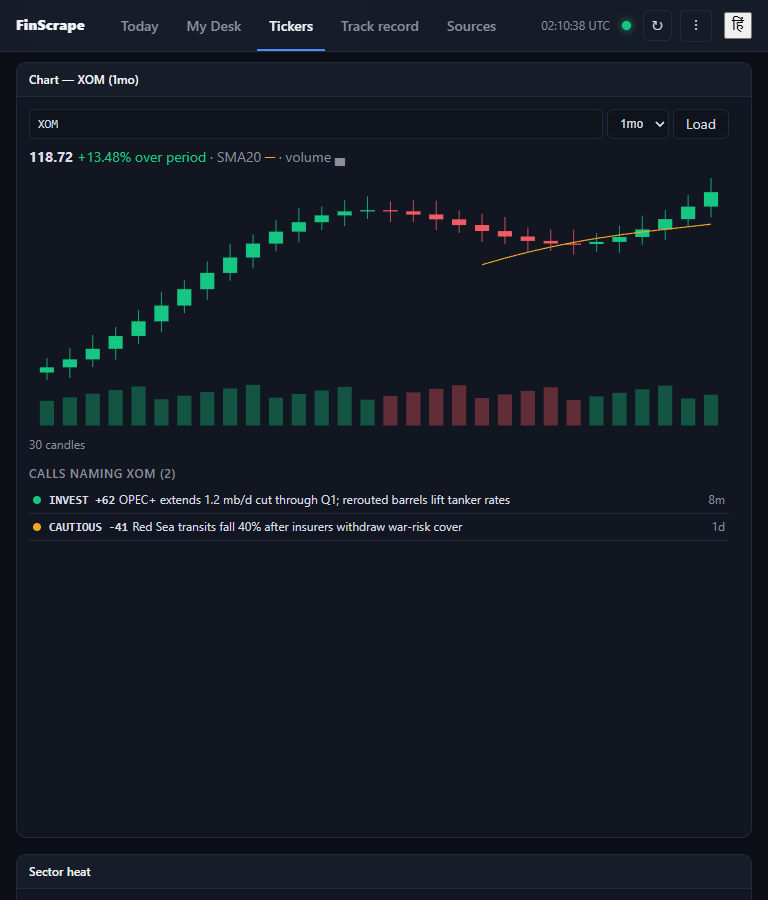 FinScrape Today My Desk Tickers Track record Sources 02:10:38 UTC ↻ ⋮ हि
Chart — XOM (1mo)
XOM 1mo Load
118.72 +13.48% over period · SMA20 — · volume ▄
30 candles
CALLS NAMING XOM (2)
INVEST +62 OPEC+ extends 1.2 mb/d cut through Q1; rerouted barrels lift tanker rates 8m
CAUTIOUS -41 Red Sea transits fall 40% after insurers withdraw war-risk cover 1d
Sector heat